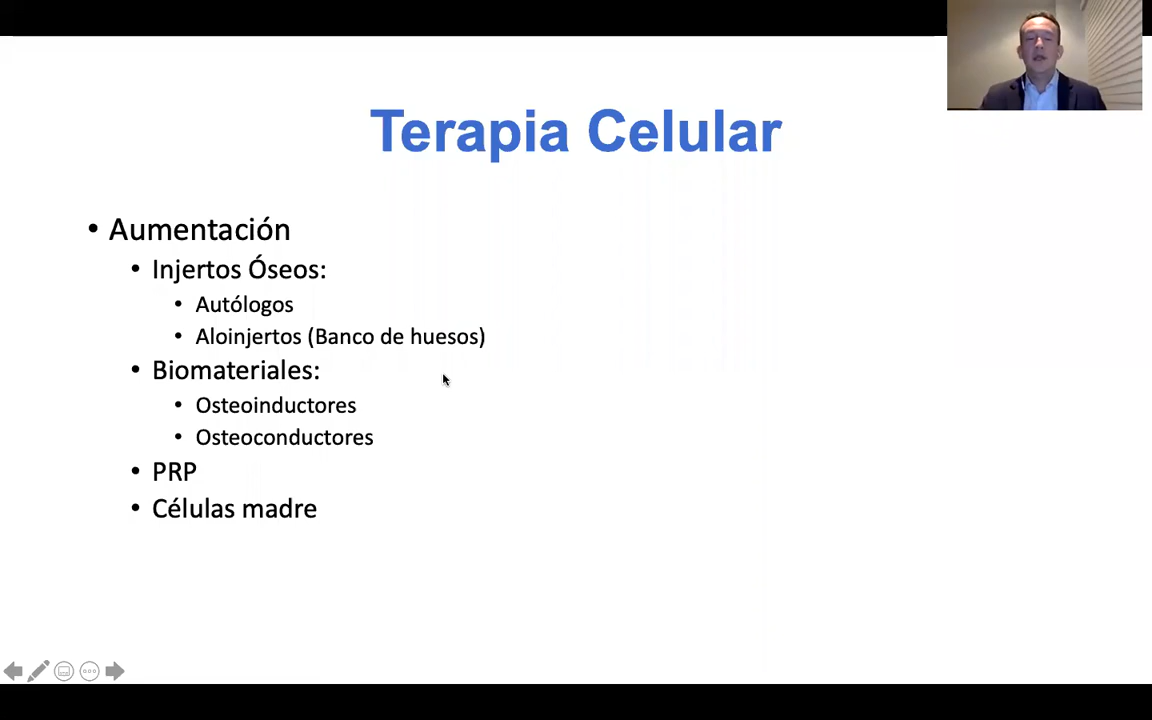 Terapia Celular
• Aumentación
• Injertos Óseos:
• Autólogos
• Aloinjertos (Banco de huesos)
• Biomateriales:
• Osteoinductores
• Osteoconductores
• PRP
• Células madre